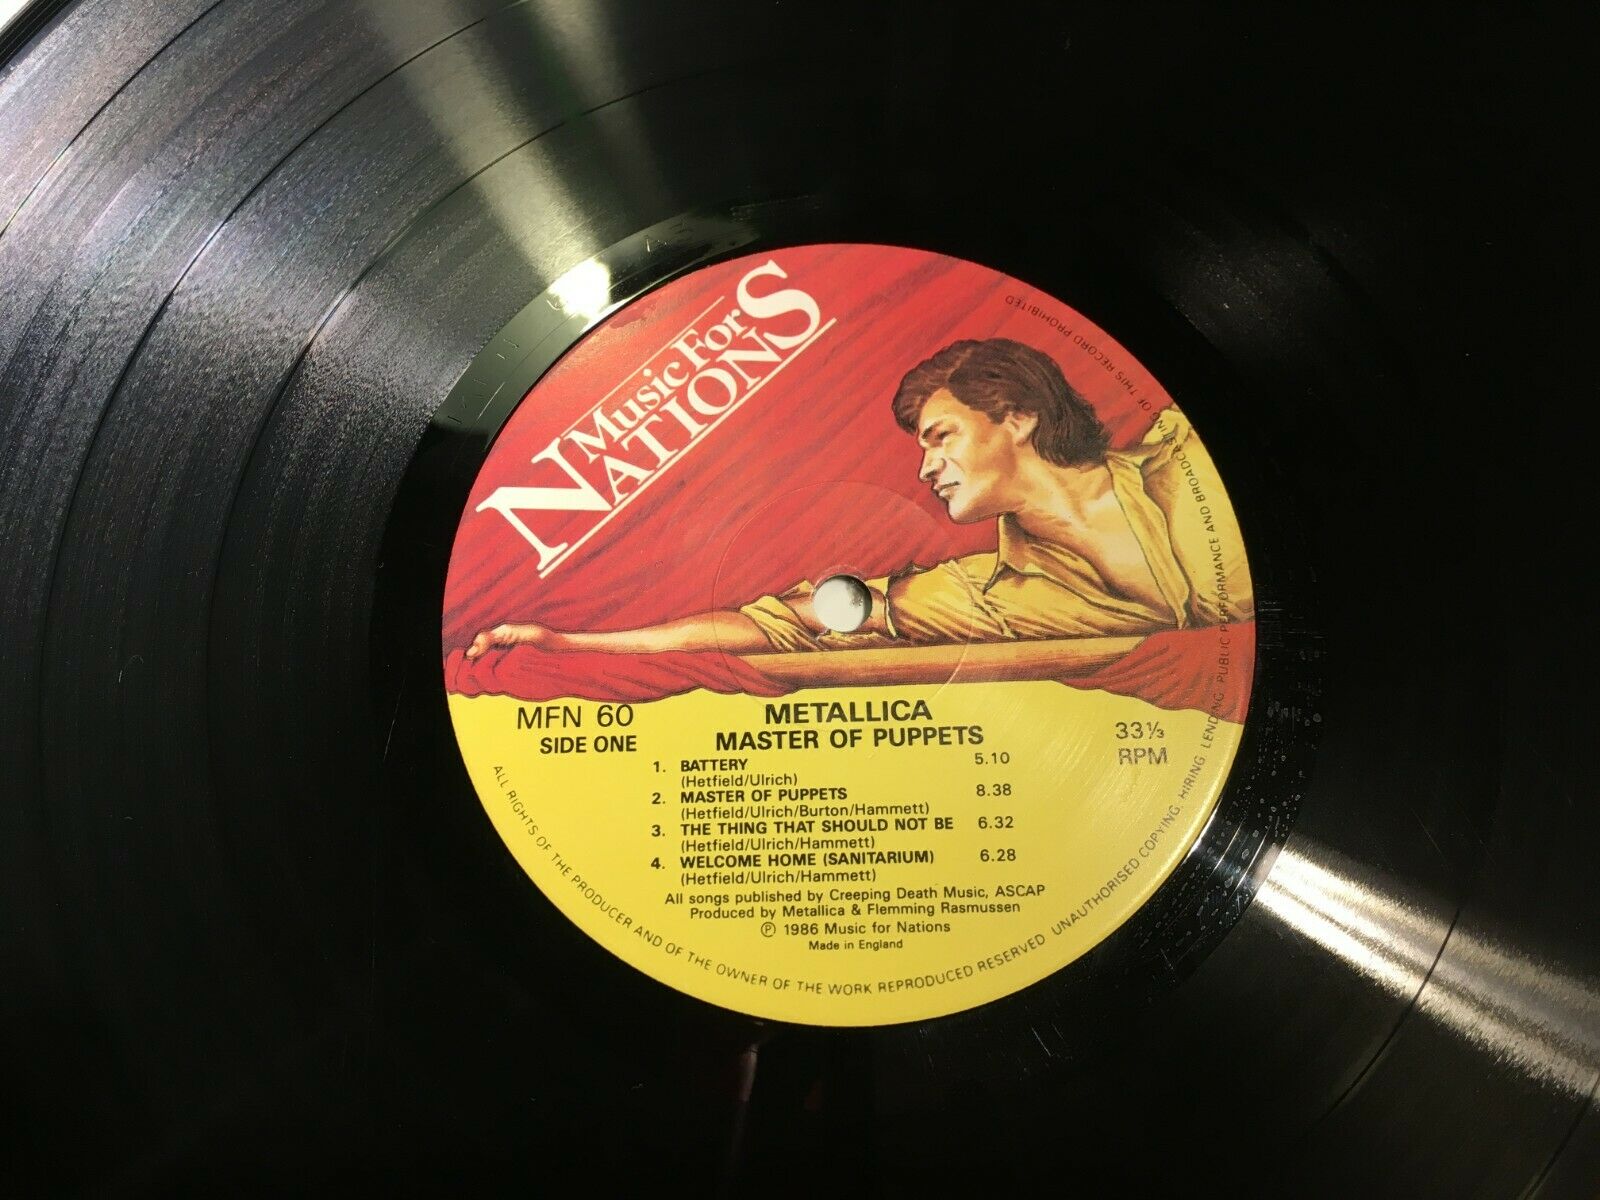 Music For
NATIONS
MFN 60
SIDE ONE
METALLICA
MASTER OF PUPPETS
33⅓
RPM
1. BATTERY 5.10
(Hetfield/Ulrich)
2. MASTER OF PUPPETS 8.38
(Hetfield/Ulrich/Burton/Hammett)
3. THE THING THAT SHOULD NOT BE 6.32
(Hetfield/Ulrich/Hammett)
4. WELCOME HOME (SANITARIUM) 6.28
(Hetfield/Ulrich/Hammett)
All songs published by Creeping Death Music, ASCAP
Produced by Metallica & Flemming Rasmussen
℗ 1986 Music for Nations
Made in England
ALL RIGHTS OF THE PRODUCER AND OF THE OWNER OF THE WORK REPRODUCED RESERVED UNAUTHORISED COPYING, HIRING, LENDING, PUBLIC PERFORMANCE AND BROADCASTING OF THIS RECORD PROHIBITED